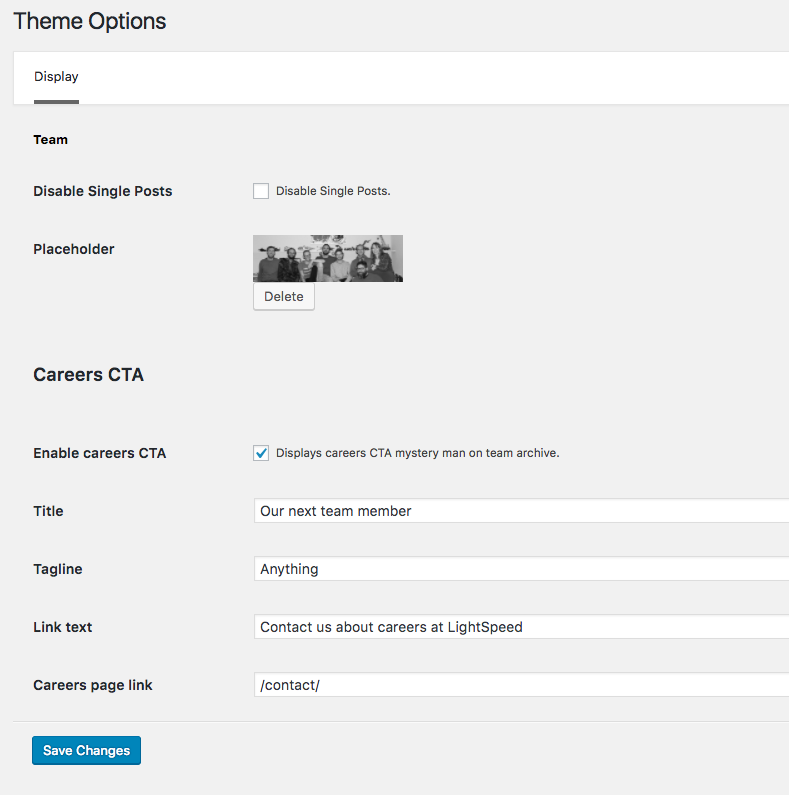 Theme Options
Display
Team
Disable Single Posts
Disable Single Posts.
Placeholder
Delete
Careers CTA
Enable careers CTA
Displays careers CTA mystery man on team archive.
Title
Our next team member
Tagline
Anything
Link text
Contact us about careers at LightSpeed
Careers page link
/contact/
Save Changes